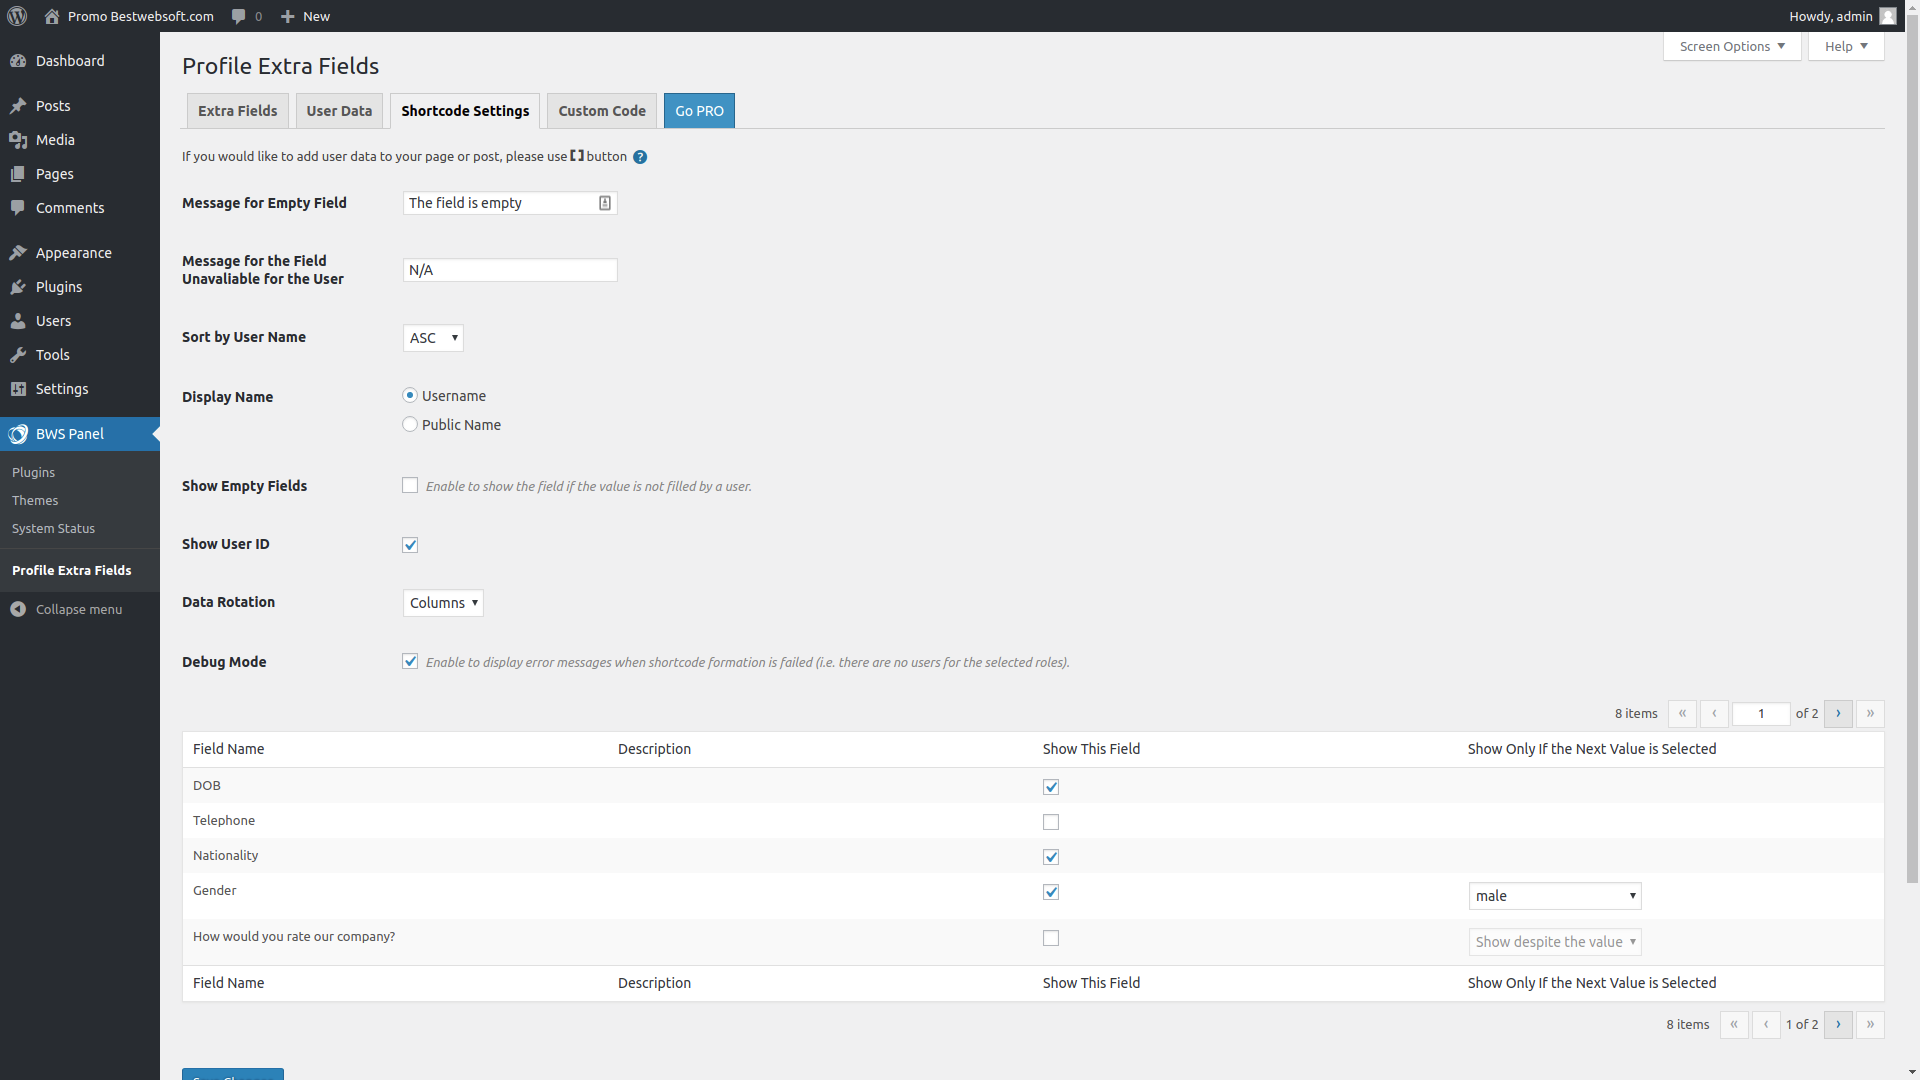 Promo Bestwebsoft.com 0 New Howdy, admin
Screen Options Help
Dashboard
Posts
Media
Pages
Comments
Appearance
Plugins
Users
Tools
Settings
BWS Panel
Plugins
Themes
System Status
Profile Extra Fields
Collapse menu
Profile Extra Fields
Extra Fields User Data Shortcode Settings Custom Code Go PRO
If you would like to add user data to your page or post, please use [] button ?
Message for Empty Field The field is empty
Message for the Field
Unavaliable for the User N/A
Sort by User Name ASC
Display Name Username
Public Name
Show Empty Fields Enable to show the field if the value is not filled by a user.
Show User ID
Data Rotation Columns
Debug Mode Enable to display error messages when shortcode formation is failed (i.e. there are no users for the selected roles).
8 items « ‹ 1 of 2 › »
Field Name Description Show This Field Show Only If the Next Value is Selected
DOB
Telephone
Nationality
Gender male
How would you rate our company? Show despite the value
Field Name Description Show This Field Show Only If the Next Value is Selected
8 items « ‹ 1 of 2 › »